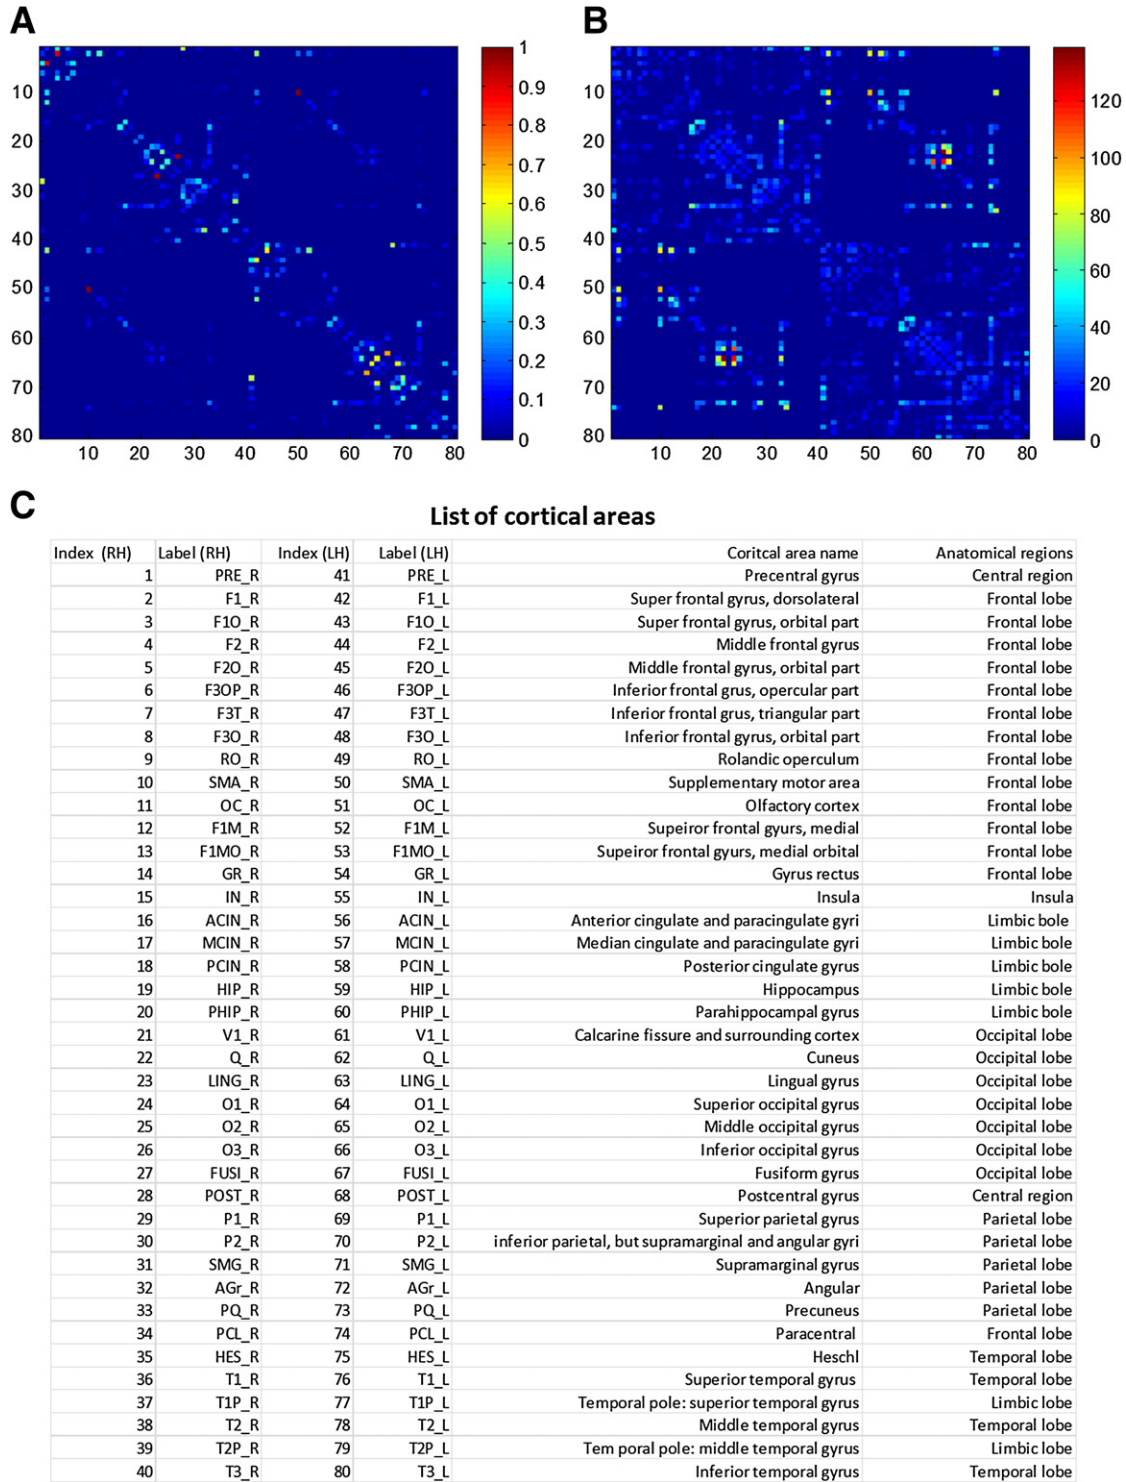 A
B
1
0.9
0.8
0.7
0.6
0.5
0.4
0.3
0.2
0.1
0
10
20
30
40
50
60
70
80
10 20 30 40 50 60 70 80
120
100
80
60
40
20
0
10
20
30
40
50
60
70
80
10 20 30 40 50 60 70 80
C
List of cortical areas
Index (RH) Label (RH) Index (LH) Label (LH) Coritcal area name Anatomical regions
1 PRE_R 41 PRE_L Precentral gyrus Central region
2 F1_R 42 F1_L Super frontal gyrus, dorsolateral Frontal lobe
3 F1O_R 43 F1O_L Super frontal gyrus, orbital part Frontal lobe
4 F2_R 44 F2_L Middle frontal gyrus Frontal lobe
5 F2O_R 45 F2O_L Middle frontal gyrus, orbital part Frontal lobe
6 F3OP_R 46 F3OP_L Inferior frontal grus, opercular part Frontal lobe
7 F3T_R 47 F3T_L Inferior frontal grus, triangular part Frontal lobe
8 F3O_R 48 F3O_L Inferior frontal gyrus, orbital part Frontal lobe
9 RO_R 49 RO_L Rolandic operculum Frontal lobe
10 SMA_R 50 SMA_L Supplementary motor area Frontal lobe
11 OC_R 51 OC_L Olfactory cortex Frontal lobe
12 F1M_R 52 F1M_L Supeiror frontal gyurs, medial Frontal lobe
13 F1MO_R 53 F1MO_L Supeiror frontal gyurs, medial orbital Frontal lobe
14 GR_R 54 GR_L Gyrus rectus Frontal lobe
15 IN_R 55 IN_L Insula Insula
16 ACIN_R 56 ACIN_L Anterior cingulate and paracingulate gyri Limbic bole
17 MCIN_R 57 MCIN_L Median cingulate and paracingulate gyri Limbic bole
18 PCIN_R 58 PCIN_L Posterior cingulate gyrus Limbic bole
19 HIP_R 59 HIP_L Hippocampus Limbic bole
20 PHIP_R 60 PHIP_L Parahippocampal gyrus Limbic bole
21 V1_R 61 V1_L Calcarine fissure and surrounding cortex Occipital lobe
22 Q_R 62 Q_L Cuneus Occipital lobe
23 LING_R 63 LING_L Lingual gyrus Occipital lobe
24 O1_R 64 O1_L Superior occipital gyrus Occipital lobe
25 O2_R 65 O2_L Middle occipital gyrus Occipital lobe
26 O3_R 66 O3_L Inferior occipital gyrus Occipital lobe
27 FUSI_R 67 FUSI_L Fusiform gyrus Occipital lobe
28 POST_R 68 POST_L Postcentral gyrus Central region
29 P1_R 69 P1_L Superior parietal gyrus Parietal lobe
30 P2_R 70 P2_L inferior parietal, but supramarginal and angular gyri Parietal lobe
31 SMG_R 71 SMG_L Supramarginal gyrus Parietal lobe
32 AGr_R 72 AGr_L Angular Parietal lobe
33 PQ_R 73 PQ_L Precuneus Parietal lobe
34 PCL_R 74 PCL_L Paracentral Frontal lobe
35 HES_R 75 HES_L Heschl Temporal lobe
36 T1_R 76 T1_L Superior temporal gyrus Temporal lobe
37 T1P_R 77 T1P_L Temporal pole: superior temporal gyrus Limbic lobe
38 T2_R 78 T2_L Middle temporal gyrus Temporal lobe
39 T2P_R 79 T2P_L Tem poral pole: middle temporal gyrus Limbic lobe
40 T3_R 80 T3_L Inferior temporal gyrus Temporal lobe